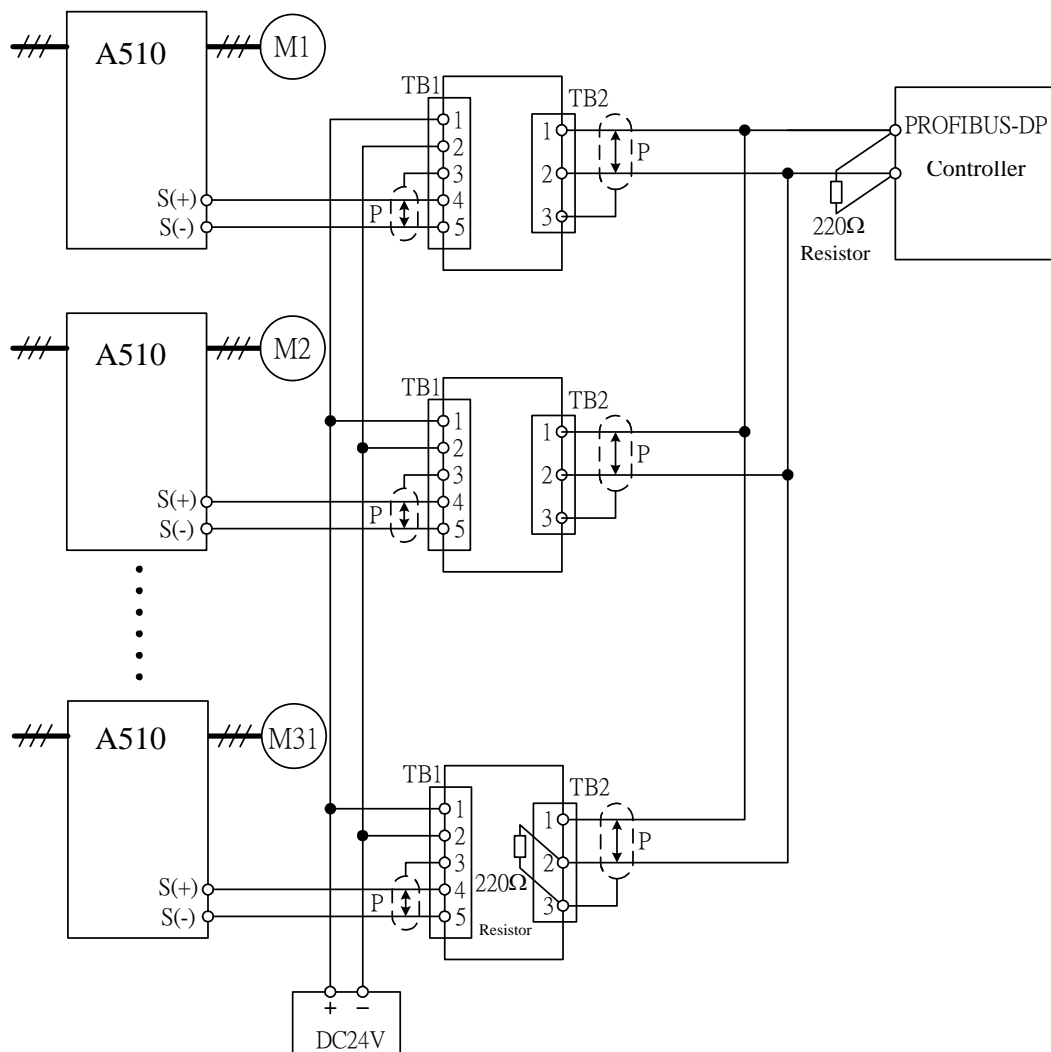 A510
M1
S(+)
S(-)
P
TB1
1
2
3
4
5
TB2
1
2
3
P
PROFIBUS-DP
Controller
220Ω
Resistor
A510
M2
S(+)
S(-)
P
TB1
1
2
3
4
5
TB2
1
2
3
P
A510
M31
S(+)
S(-)
P
TB1
1
2
3
4
5
220Ω
Resistor
TB2
1
2
3
P
+ −
DC24V